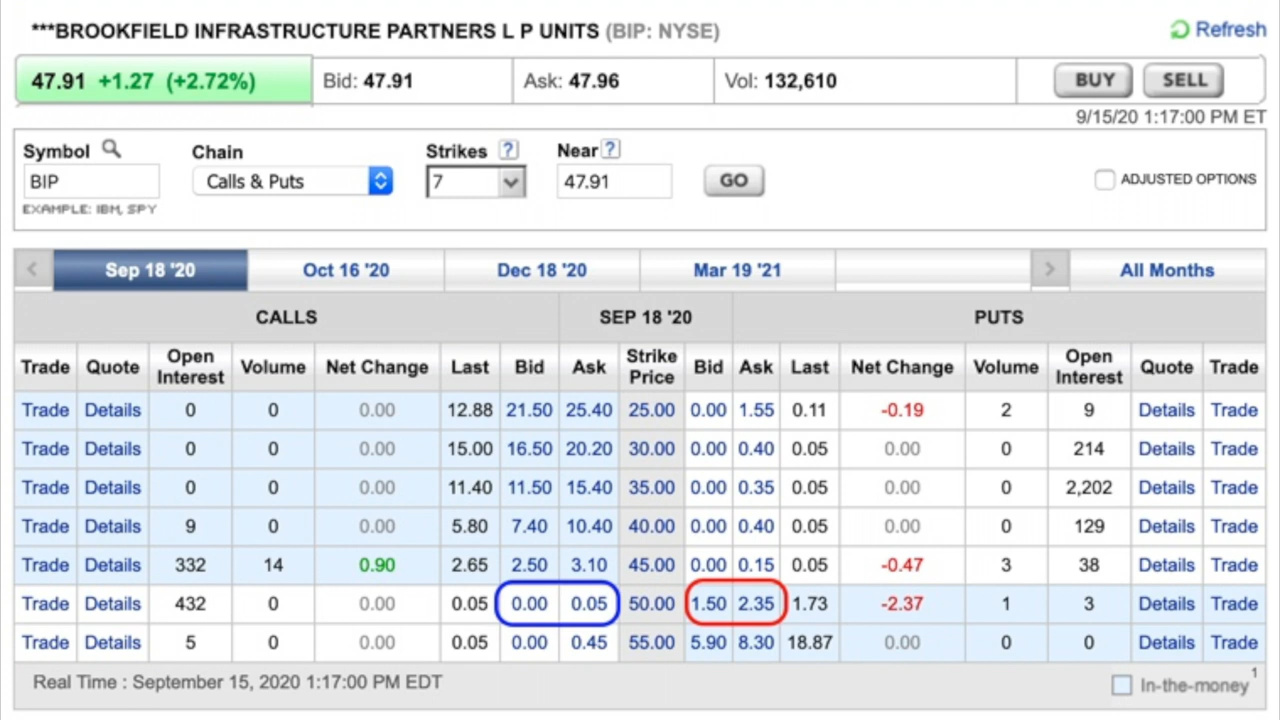 ***BROOKFIELD INFRASTRUCTURE PARTNERS L P UNITS (BIP: NYSE) Refresh
47.91 +1.27 (+2.72%) Bid: 47.91 Ask: 47.96 Vol: 132,610 BUY SELL
9/15/20 1:17:00 PM ET
Symbol Chain Strikes ? Near ?
BIP Calls & Puts 7 47.91 GO ADJUSTED OPTIONS
EXAMPLE: IBM, SPY
< Sep 18 '20 Oct 16 '20 Dec 18 '20 Mar 19 '21 > All Months
CALLS SEP 18 '20 PUTS
Trade Quote Open Interest Volume Net Change Last Bid Ask Strike Price Bid Ask Last Net Change Volume Open Interest Quote Trade
Trade Details 0 0 0.00 12.88 21.50 25.40 25.00 0.00 1.55 0.11 -0.19 2 9 Details Trade
Trade Details 0 0 0.00 15.00 16.50 20.20 30.00 0.00 0.40 0.05 0.00 0 214 Details Trade
Trade Details 0 0 0.00 11.40 11.50 15.40 35.00 0.00 0.35 0.05 0.00 0 2,202 Details Trade
Trade Details 9 0 0.00 5.80 7.40 10.40 40.00 0.00 0.40 0.05 0.00 0 129 Details Trade
Trade Details 332 14 0.90 2.65 2.50 3.10 45.00 0.00 0.15 0.05 -0.47 3 38 Details Trade
Trade Details 432 0 0.00 0.05 0.00 0.05 50.00 1.50 2.35 1.73 -2.37 1 3 Details Trade
Trade Details 5 0 0.00 0.05 0.00 0.45 55.00 5.90 8.30 18.87 0.00 0 0 Details Trade
Real Time : September 15, 2020 1:17:00 PM EDT In-the-money 1